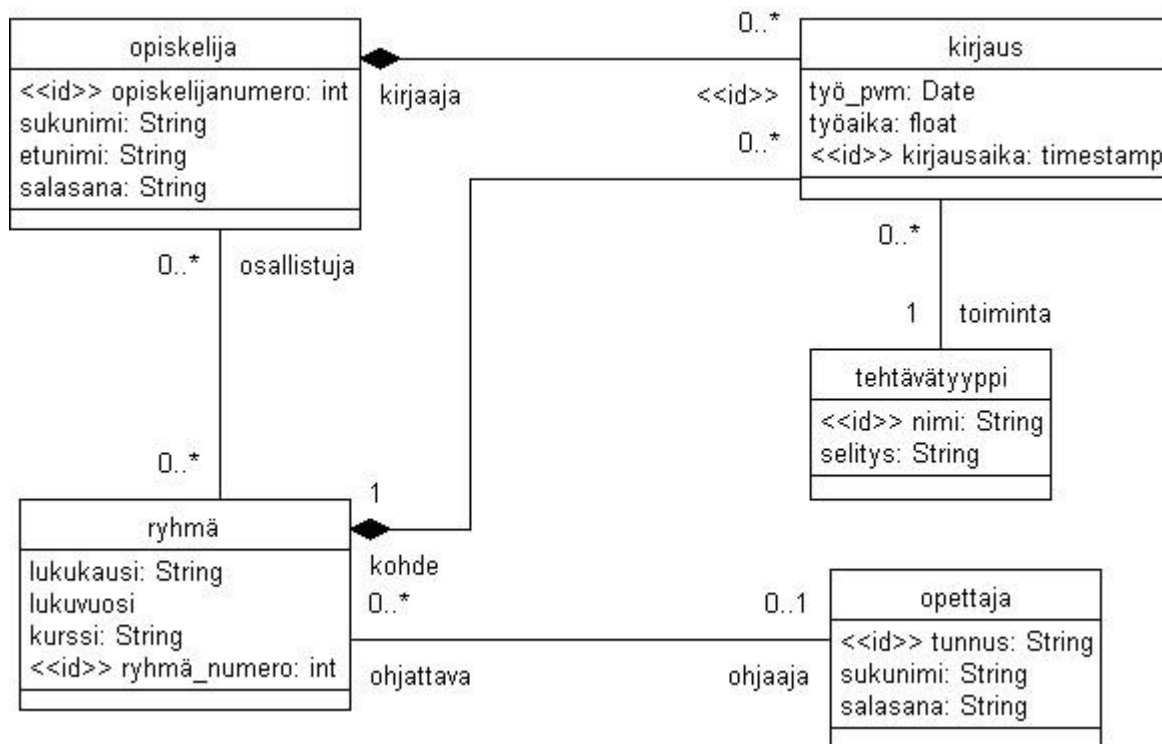 opiskelija
<<id>> opiskelijanumero: int
sukunimi: String
etunimi: String
salasana: String
0..*
kirjaaja
<<id>>
0..*
kirjaus
työ_pvm: Date
työaika: float
<<id>> kirjausaika: timestamp
0..*
osallistuja
0..*
0..*
1
toiminta
tehtävätyyppi
<<id>> nimi: String
selitys: String
1
kohde
ryhmä
lukukausi: String
lukuvuosi
kurssi: String
<<id>> ryhmä_numero: int
0..*
0..1
ohjattava
ohjaaja
opettaja
<<id>> tunnus: String
sukunimi: String
salasana: String